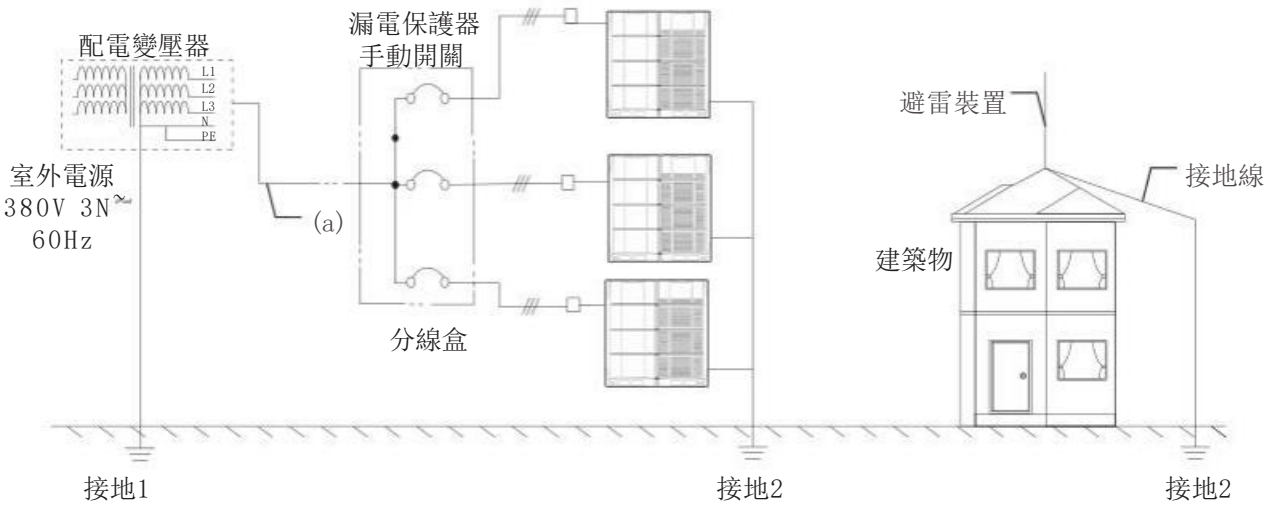 漏電保護器
手動開關
配電變壓器
L1
L2
L3
N
PE
室外電源
380V 3N~
60Hz
(a)
分線盒
避雷裝置
接地線
建築物
接地1
接地2
接地2